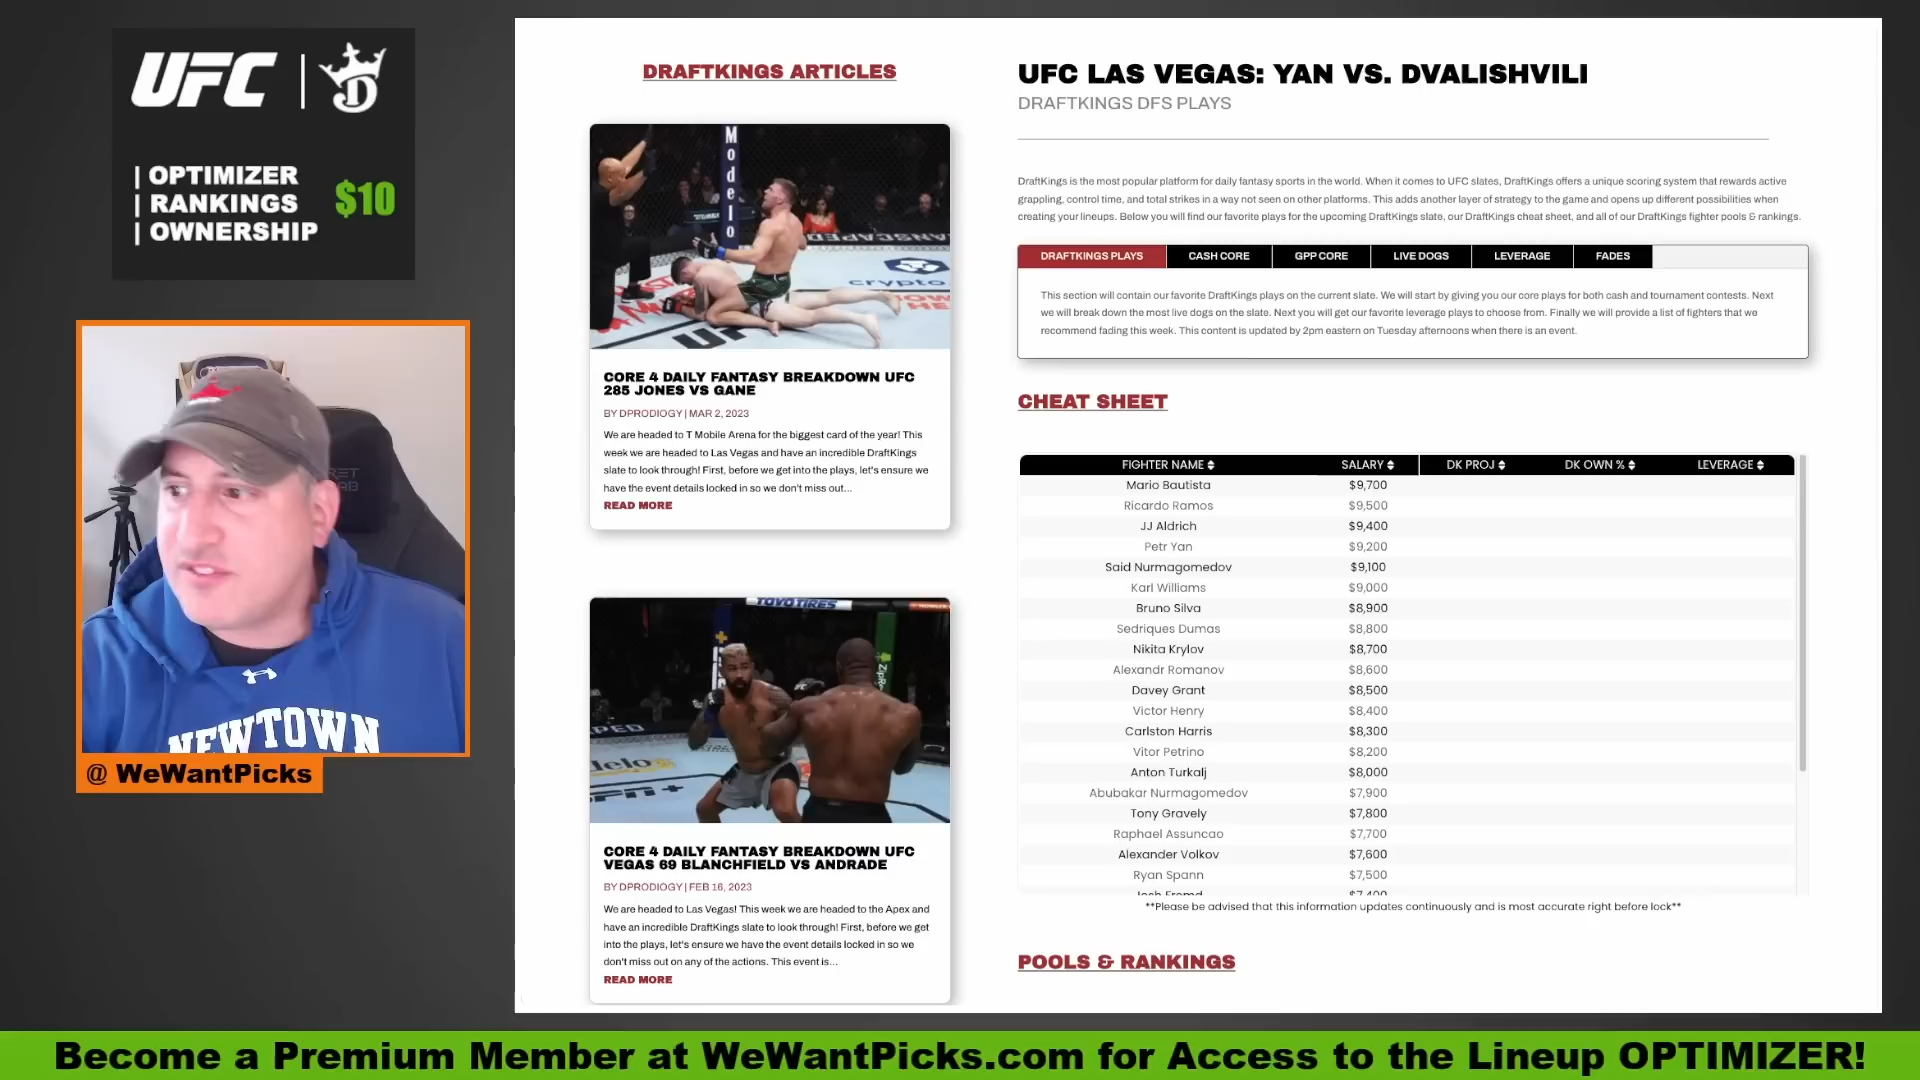 UFC
| OPTIMIZER
| RANKINGS
| OWNERSHIP
$10
NEWTOWN
@ WeWantPicks
DRAFTKINGS ARTICLES
Modelo
crypto.
CORE 4 DAILY FANTASY BREAKDOWN UFC
285 JONES VS GANE
BY DPRODIOGY | MAR 2, 2023
We are headed to T Mobile Arena for the biggest card of the year! This
week we are headed to Las Vegas and have an incredible DraftKings
slate to look through! First, before we get into the plays, let's ensure we
have the event details locked in so we don't miss out...
READ MORE
TOYO TIRES
CORE 4 DAILY FANTASY BREAKDOWN UFC
VEGAS 69 BLANCHFIELD VS ANDRADE
BY DPRODIOGY | FEB 16, 2023
We are headed to Las Vegas! This week we are headed to the Apex and
have an incredible DraftKings slate to look through! First, before we get
into the plays, let's ensure we have the event details locked in so we
don't miss out on any of the actions. This event is...
READ MORE
UFC LAS VEGAS: YAN VS. DVALISHVILI
DRAFTKINGS DFS PLAYS
DraftKings is the most popular platform for daily fantasy sports in the world. When it comes to UFC slates, DraftKings offers a unique scoring system that rewards active
grappling, control time, and total strikes in a way not seen on other platforms. This adds another layer of strategy to the game and opens up different possibilities when
creating your lineups. Below you will find our favorite plays for the upcoming DraftKings slate, our DraftKings cheat sheet, and all of our DraftKings fighter pools & rankings.
DRAFTKINGS PLAYS CASH CORE GPP CORE LIVE DOGS LEVERAGE FADES
This section will contain our favorite DraftKings plays on the current slate. We will start by giving you our core plays for both cash and tournament contests. Next
we will break down the most live dogs on the slate. Next you will get our favorite leverage plays to choose from. Finally we will provide a list of fighters that we
recommend fading this week. This content is updated by 2pm eastern on Tuesday afternoons when there is an event.
CHEAT SHEET
FIGHTER NAME SALARY DK PROJ DK OWN % LEVERAGE
Mario Bautista $9,700
Ricardo Ramos $9,500
JJ Aldrich $9,400
Petr Yan $9,200
Said Nurmagomedov $9,100
Karl Williams $9,000
Bruno Silva $8,900
Sedriques Dumas $8,800
Nikita Krylov $8,700
Alexandr Romanov $8,600
Davey Grant $8,500
Victor Henry $8,400
Carlston Harris $8,300
Vitor Petrino $8,200
Anton Turkalj $8,000
Abubakar Nurmagomedov $7,900
Tony Gravely $7,800
Raphael Assuncao $7,700
Alexander Volkov $7,600
Ryan Spann $7,500
**Please be advised that this information updates continuously and is most accurate right before lock**
POOLS & RANKINGS
Become a Premium Member at WeWantPicks.com for Access to the Lineup OPTIMIZER!